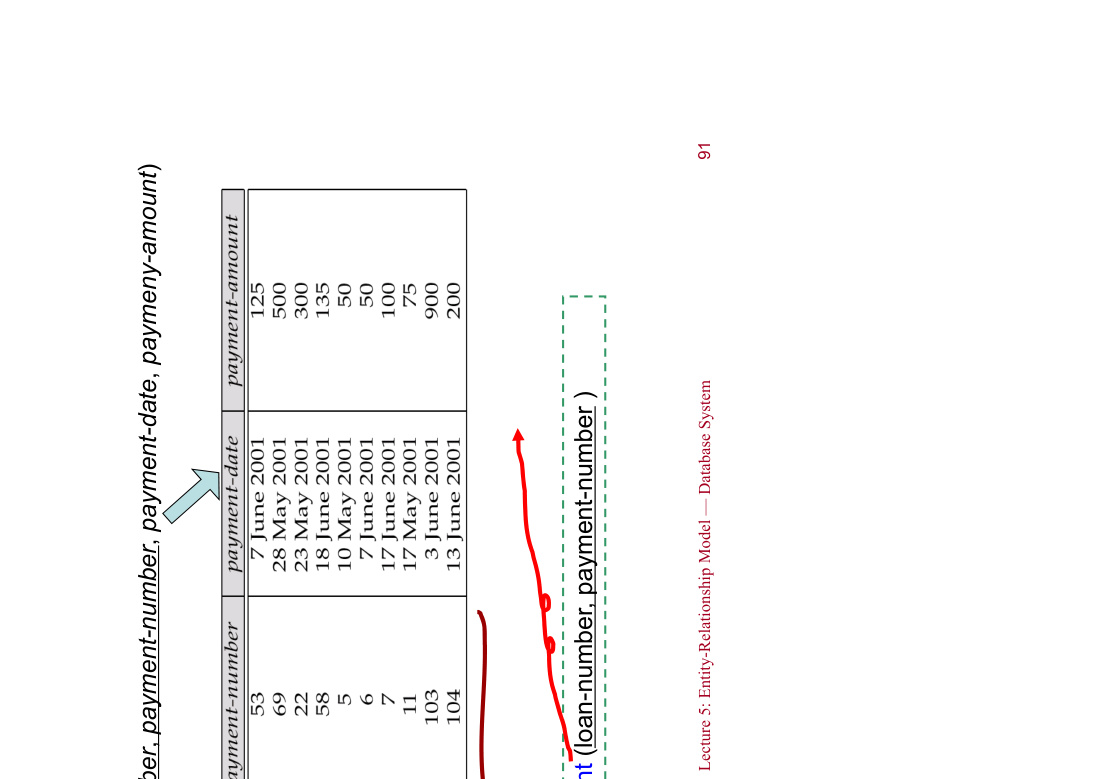 ber, payment-number, payment-date, paymeny-amount)
ayment-number payment-date payment-amount
53 7 June 2001 125
69 28 May 2001 500
22 23 May 2001 300
58 18 June 2001 135
5 10 May 2001 50
6 7 June 2001 50
7 17 June 2001 100
11 17 May 2001 75
103 3 June 2001 900
104 13 June 2001 200
nt (loan-number, payment-number )
Lecture 5: Entity-Relationship Model — Database System 91